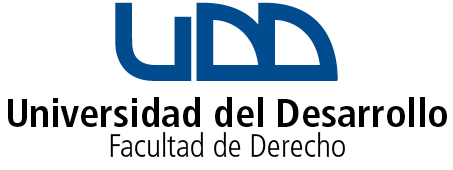 UDD
Universidad del Desarrollo
Facultad de Derecho